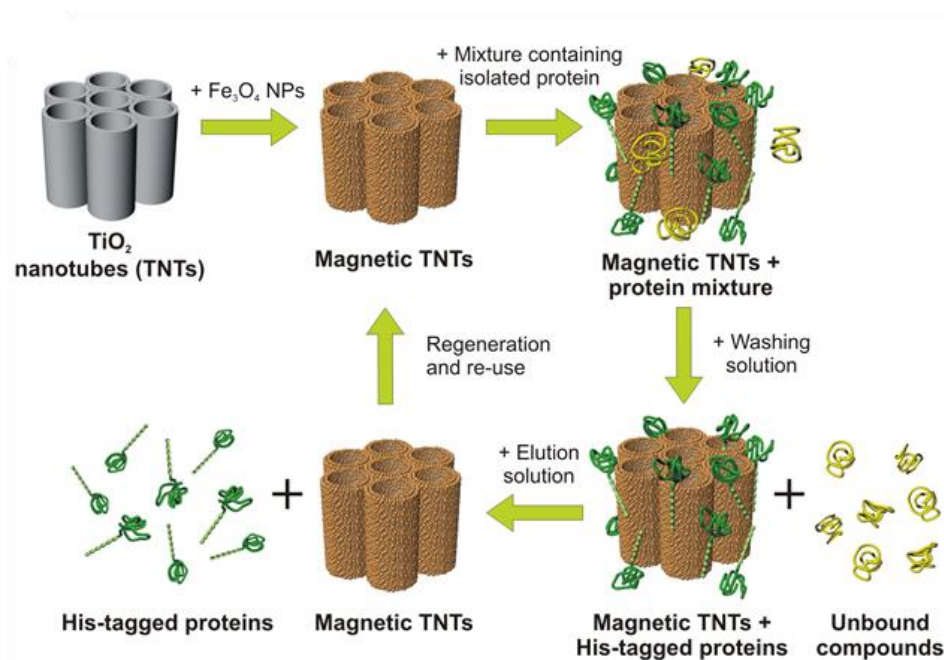 + Fe₃O₄ NPs
+ Mixture containing
isolated protein
TiO₂
nanotubes (TNTs)
Magnetic TNTs
Magnetic TNTs +
protein mixture
Regeneration
and re-use
+ Washing
solution
+ Elution
solution
+
+
His-tagged proteins
Magnetic TNTs
Magnetic TNTs +
His-tagged proteins
Unbound
compounds